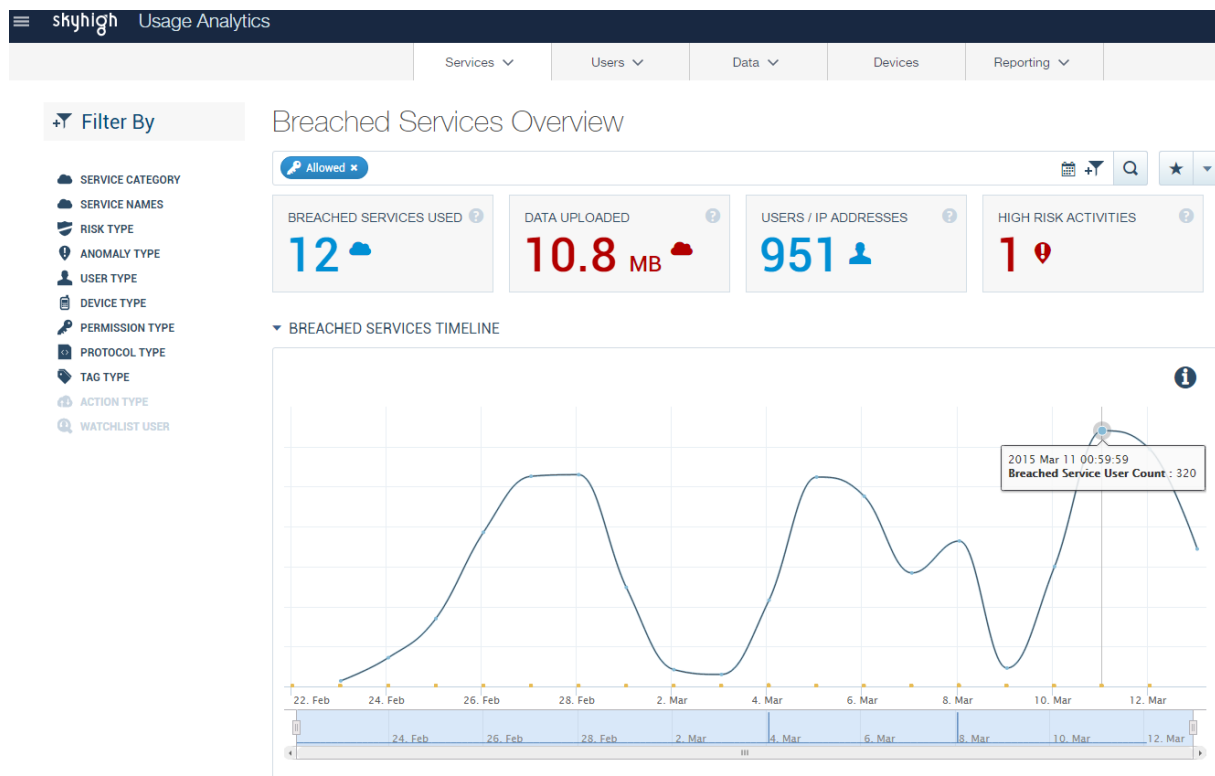 skyhigh Usage Analytics
Services Users Data Devices Reporting
Filter By
SERVICE CATEGORY
SERVICE NAMES
RISK TYPE
ANOMALY TYPE
USER TYPE
DEVICE TYPE
PERMISSION TYPE
PROTOCOL TYPE
TAG TYPE
ACTION TYPE
WATCHLIST USER
Breached Services Overview
Allowed ×
BREACHED SERVICES USED ?
12
DATA UPLOADED ?
10.8 MB
USERS / IP ADDRESSES ?
951
HIGH RISK ACTIVITIES ?
1
BREACHED SERVICES TIMELINE
2015 Mar 11 00:59:59
Breached Service User Count : 320
22. Feb 24. Feb 26. Feb 28. Feb 2. Mar 4. Mar 6. Mar 8. Mar 10. Mar 12. Mar
24. Feb 26. Feb 28. Feb 2. Mar 4. Mar 6. Mar 8. Mar 10. Mar 12. Mar